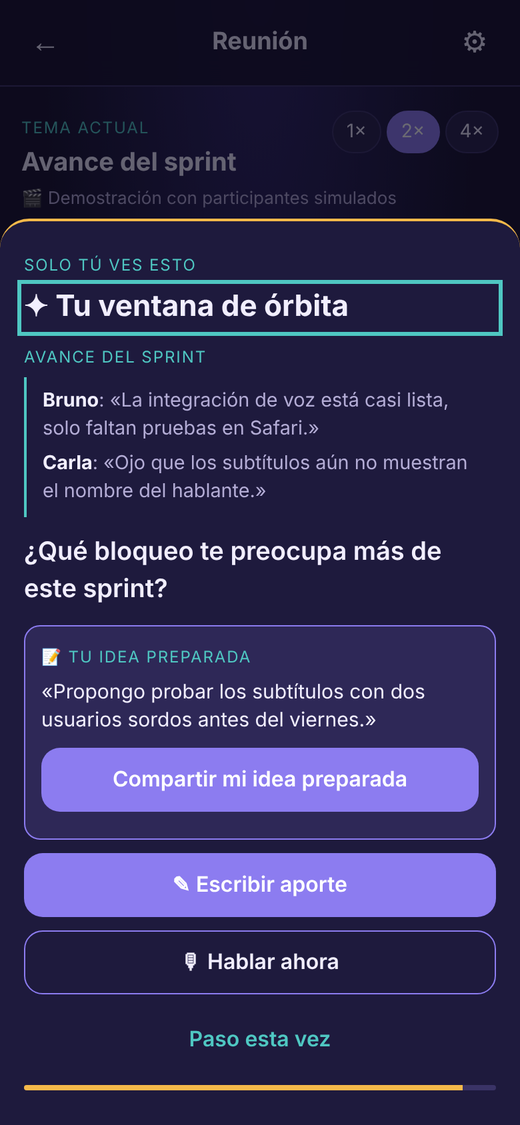 ← Reunión ⚙
TEMA ACTUAL
1× 2× 4×
Avance del sprint
🎬 Demostración con participantes simulados
SOLO TÚ VES ESTO
✦ Tu ventana de órbita
AVANCE DEL SPRINT
Bruno: «La integración de voz está casi lista,
solo faltan pruebas en Safari.»
Carla: «Ojo que los subtítulos aún no muestran
el nombre del hablante.»
¿Qué bloqueo te preocupa más de
este sprint?
📝 TU IDEA PREPARADA
«Propongo probar los subtítulos con dos
usuarios sordos antes del viernes.»
Compartir mi idea preparada
✎ Escribir aporte
🎙 Hablar ahora
Paso esta vez